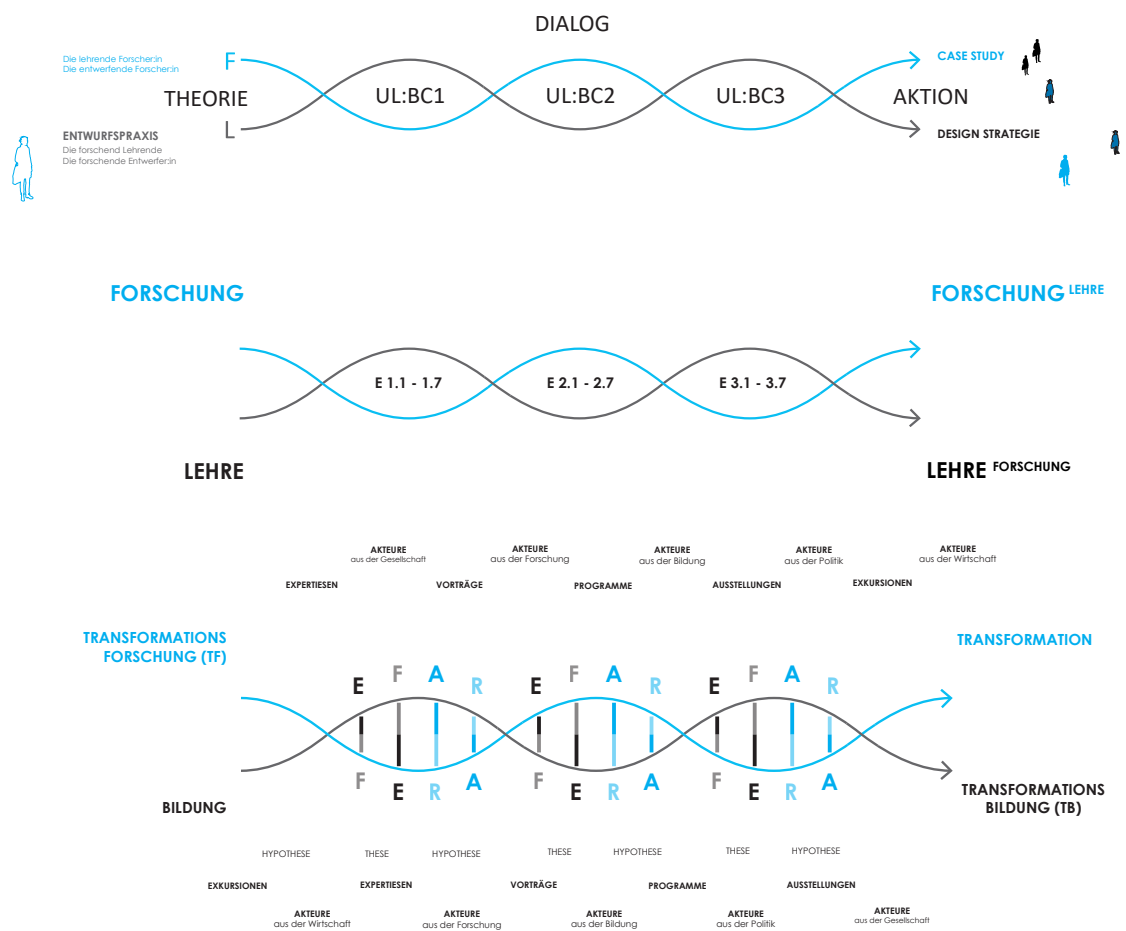 DIALOG
Die lehrende Forscher:in
Die entwerfende Forscher:in
F
CASE STUDY
THEORIE
UL:BC1
UL:BC2
UL:BC3
AKTION
L
ENTWURFSPRAXIS
Die forschend Lehrende
Die forschende Entwerfer:in
DESIGN STRATEGIE
FORSCHUNG
FORSCHUNG LEHRE
E 1.1 - 1.7
E 2.1 - 2.7
E 3.1 - 3.7
LEHRE
LEHRE FORSCHUNG
AKTEURE
aus der Gesellschaft
AKTEURE
aus der Forschung
AKTEURE
aus der Bildung
AKTEURE
aus der Politik
AKTEURE
aus der Wirtschaft
EXPERTIESEN
VORTRÄGE
PROGRAMME
AUSSTELLUNGEN
EXKURSIONEN
TRANSFORMATIONS
FORSCHUNG (TF)
TRANSFORMATION
E F A R
E F A R
E F A R
F E R A
F E R A
F E R A
BILDUNG
TRANSFORMATIONS
BILDUNG (TB)
HYPOTHESE
THESE
HYPOTHESE
THESE
HYPOTHESE
THESE
HYPOTHESE
EXKURSIONEN
EXPERTIESEN
VORTRÄGE
PROGRAMME
AUSSTELLUNGEN
AKTEURE
aus der Wirtschaft
AKTEURE
aus der Forschung
AKTEURE
aus der Bildung
AKTEURE
aus der Politik
AKTEURE
aus der Gesellschaft